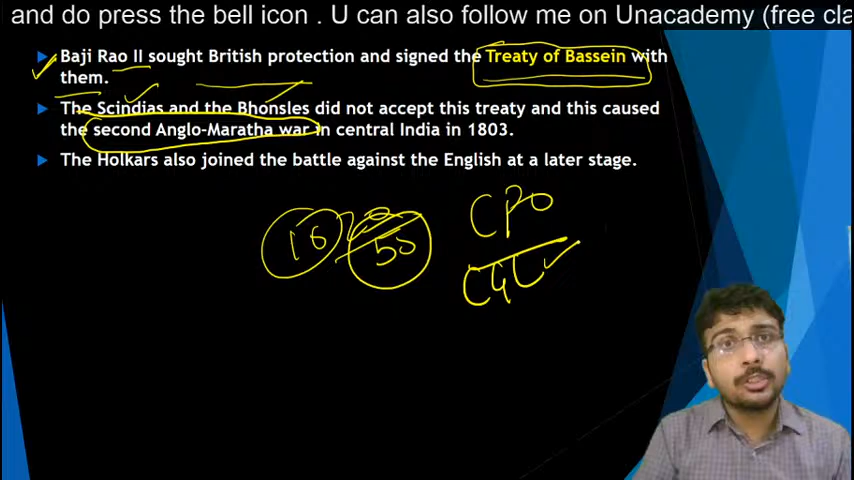 and do press the bell icon . U can also follow me on Unacademy (free cla
Baji Rao II sought British protection and signed the Treaty of Bassein with
them.
The Scindias and the Bhonsles did not accept this treaty and this caused
the second Anglo-Maratha war in central India in 1803.
The Holkars also joined the battle against the English at a later stage.
CPO
50
CGL